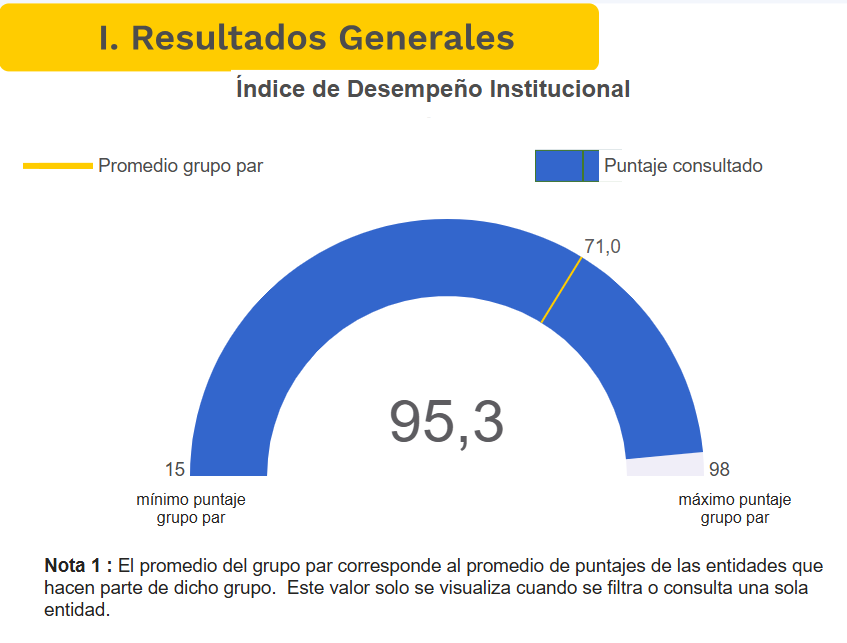 I. Resultados Generales
Índice de Desempeño Institucional
Promedio grupo par
Puntaje consultado
71,0
95,3
15
98
mínimo puntaje
grupo par
máximo puntaje
grupo par
Nota 1 : El promedio del grupo par corresponde al promedio de puntajes de las entidades que
hacen parte de dicho grupo.  Este valor solo se visualiza cuando se filtra o consulta una sola
entidad.